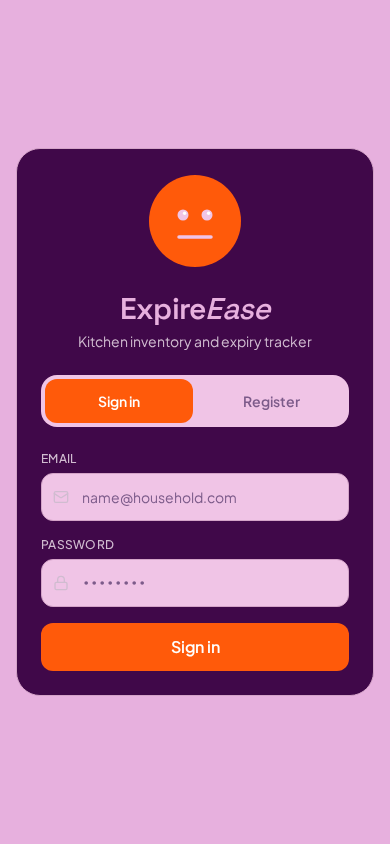 ExpireEase
Kitchen inventory and expiry tracker
Sign in
Register
EMAIL
name@household.com
PASSWORD
••••••••
Sign in